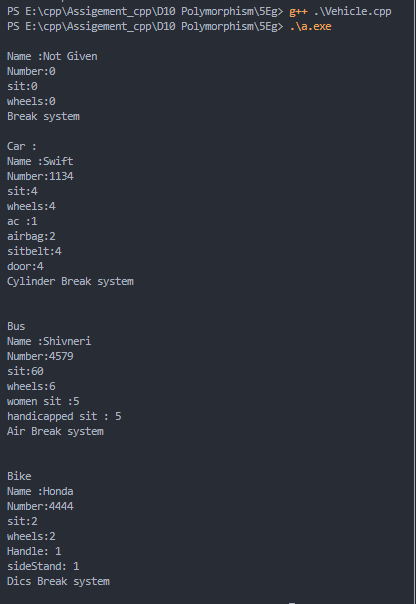 PS E:\cpp\Assigement_cpp\D10 Polymorphism\5Eg> g++ .\Vehicle.cpp
PS E:\cpp\Assigement_cpp\D10 Polymorphism\5Eg> .\a.exe
Name :Not Given
Number:0
sit:0
wheels:0
Break system
Car :
Name :Swift
Number:1134
sit:4
wheels:4
ac :1
airbag:2
sitbelt:4
door:4
Cylinder Break system
Bus
Name :Shivneri
Number:4579
sit:60
wheels:6
women sit :5
handicapped sit : 5
Air Break system
Bike
Name :Honda
Number:4444
sit:2
wheels:2
Handle: 1
sideStand: 1
Dics Break system